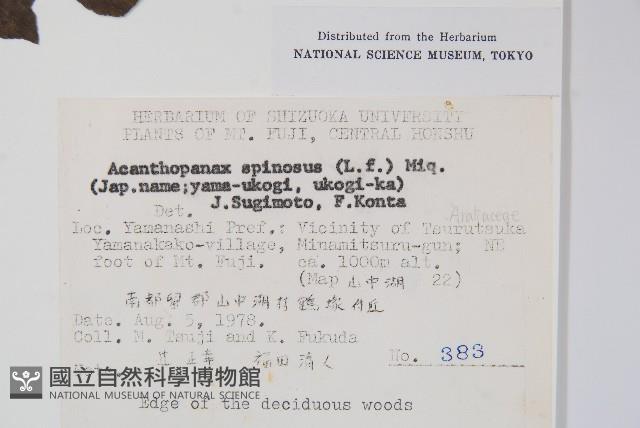 Distributed from the Herbarium
NATIONAL SCIENCE MUSEUM, TOKYO
HERBARIUM OF SHIZUOKA UNIVERSITY
PLANTS OF MT. FUJI, CENTRAL HONSHU
Acanthopanax spinosus (L.f.) Miq.
(Jap.name;yama-ukogi, ukogi-ka)
Det. J.Sugimoto, F.Konta
Araliaceae
Loc. Yamanashi Pref.: Vicinity of Tsurutsuka
Yamanakako-village, Minamitsuru-gun; NE
foot of Mt. Fuji. ca. 1000m alt.
(Map 山中湖 22)
南都留郡山中湖村鶴塚付近
Date. Aug. 5, 1978.
Coll. M. Tsuji and K. Fukuda
辻 正幸 福田 清人
No. 383
國立自然科學博物館
NATIONAL MUSEUM OF NATURAL SCIENCE
Edge of the deciduous woods